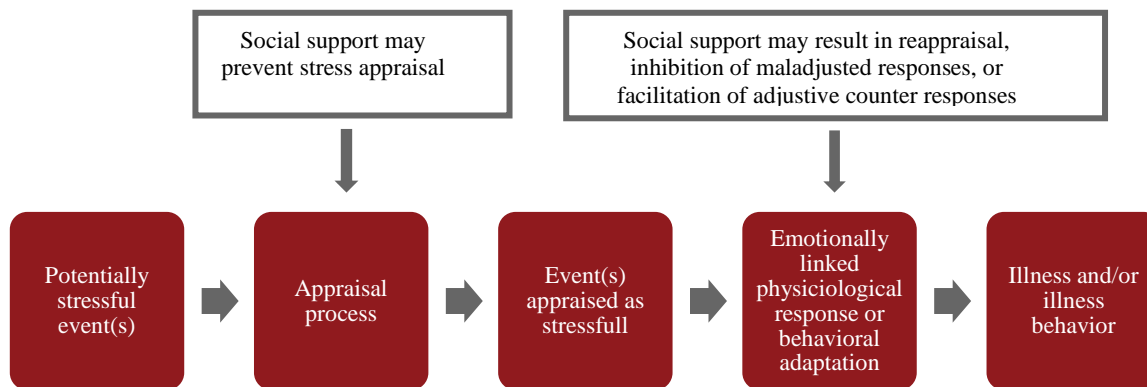 Social support may
prevent stress appraisal
Social support may result in reappraisal,
inhibition of maladjusted responses, or
facilitation of adjustive counter responses
Potentially
stressful
event(s)
Appraisal
process
Event(s)
appraised as
stressfull
Emotionally
linked
physiciological
response or
behavioral
adaptation
Illness and/or
illness
behavior